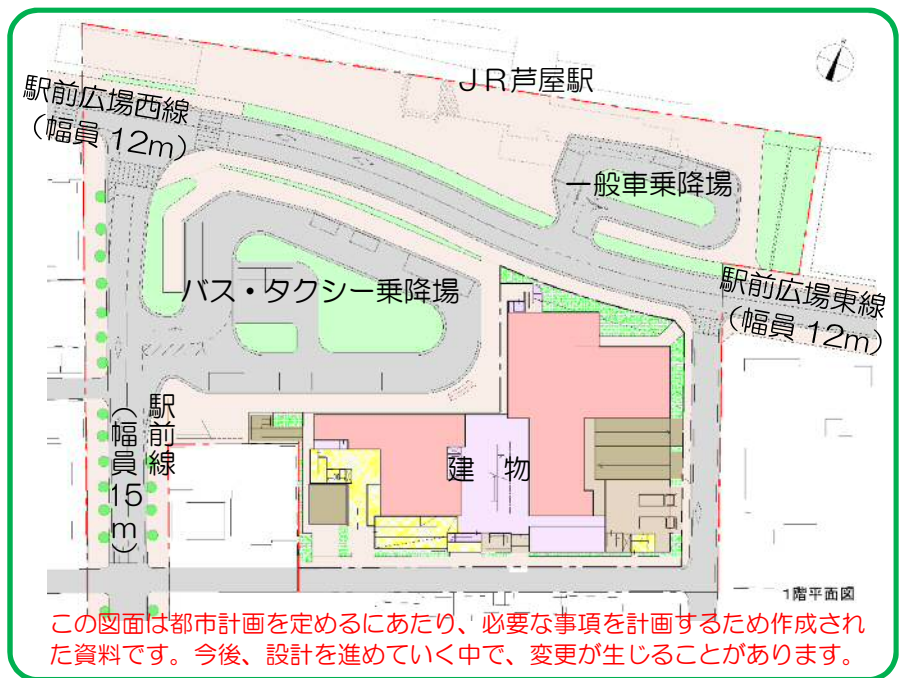 JR芦屋駅
駅前広場西線
（幅員 12m）
一般車乗降場
バス・タクシー乗降場
駅前広場東線
（幅員 12m）
駅前線
（幅員15m）
建物
1階平面図
この図面は都市計画を定めるにあたり、必要な事項を計画するため作成され
た資料です。今後、設計を進めていく中で、変更が生じることがあります。